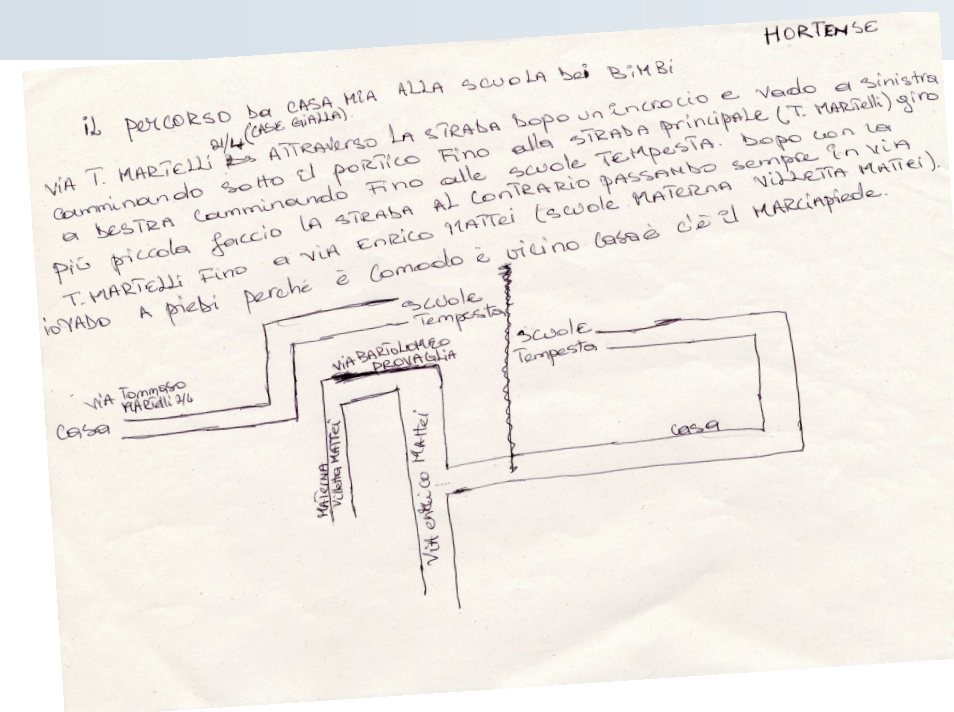 HORTENSE
iL PERCORSO DA CASA MIA ALLA SCUOLA DEi BiMBi
21/4 (CASE GIALLA).
ViA T. MARTELLI ATTRAVERSO LA STRADA DOPO un incrocio e vado a sinistra
camminando sotto il portico Fino alla STRADA principale (T. MARTELLI) giro
a DESTRA camminando Fino alle scuole TEMPESTA. Dopo con la
più piccola faccio LA STRADA AL CONTRARIO PASSANDO sempre in via
T. MARTELLI Fino a viA ENRICO MATTEI (scuole MATERNA VILLETTA MATTEI).
io VADO A piedi perché è Comodo è vicino casa è c'è il MARCiApiede.
SCUOLE
Tempesta
SCUOLE
Tempesta
ViA BARTOLOMEO
PROVAGLIA
ViA Tommaso
MARTELLI
Casa
Casa
MATERNA
Villetta MATTEI
ViA enrico MATTEI